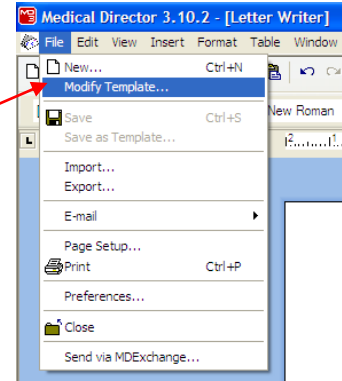 Medical Director 3.10.2 - [Letter Writer]
File Edit View Insert Format Table Window
New... Ctrl+N
Modify Template...
New Roman
Save Ctrl+S
Save as Template...
L
Import...
Export...
E-mail
Page Setup...
Print Ctrl+P
Preferences...
Close
Send via MDExchange...